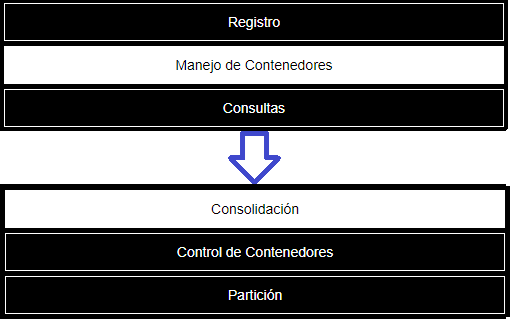 Registro
Manejo de Contenedores
Consultas
Consolidación
Control de Contenedores
Partición